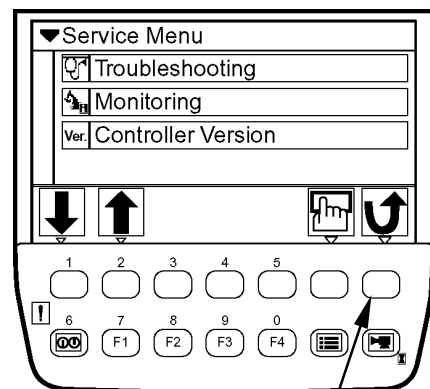 Service Menu
Troubleshooting
Monitoring
Ver. Controller Version
1 2 3 4 5
6 7 8 9 0
F1 F2 F3 F4